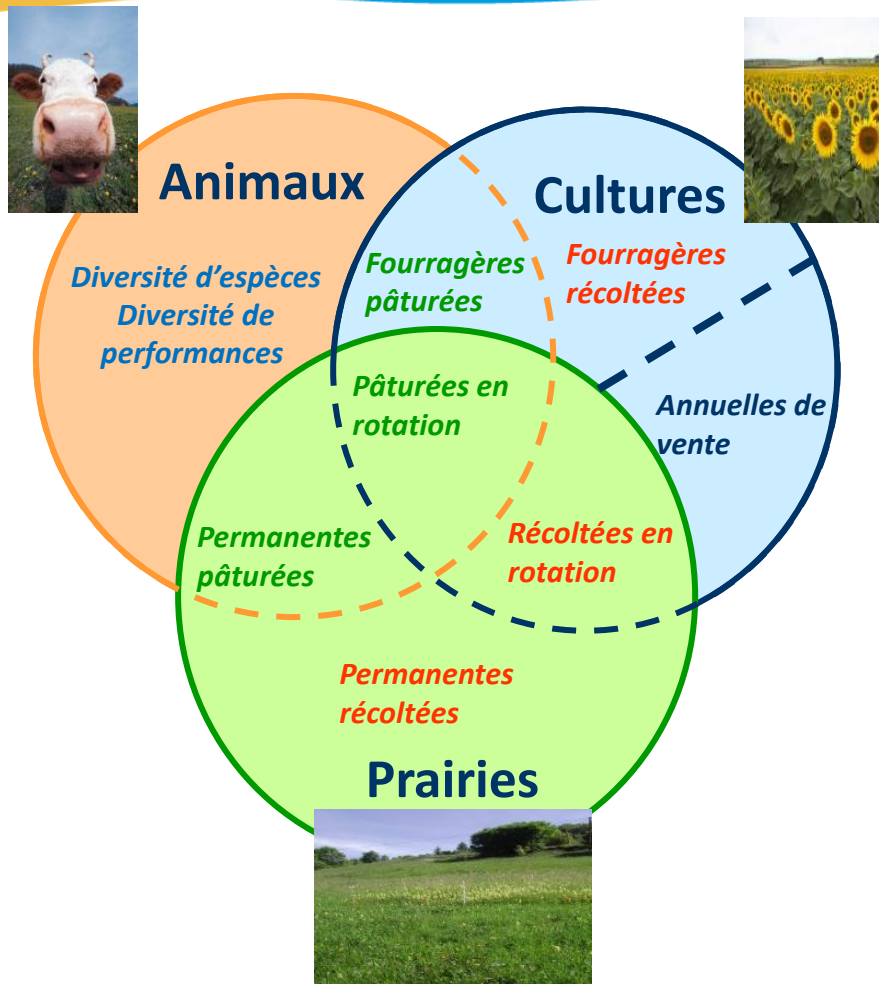 Animaux
Cultures
Diversité d'espèces
Diversité de
performances
Fourragères
pâturées
Fourragères
récoltées
Pâturées en
rotation
Annuelles de
vente
Permanentes
pâturées
Récoltées en
rotation
Permanentes
récoltées
Prairies